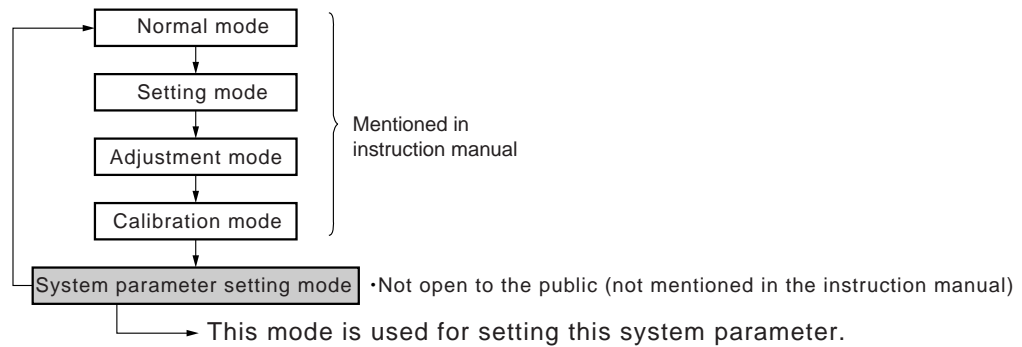 Normal mode
Setting mode
Adjustment mode
Calibration mode
Mentioned in
instruction manual
System parameter setting mode ・Not open to the public (not mentioned in the instruction manual)
This mode is used for setting this system parameter.